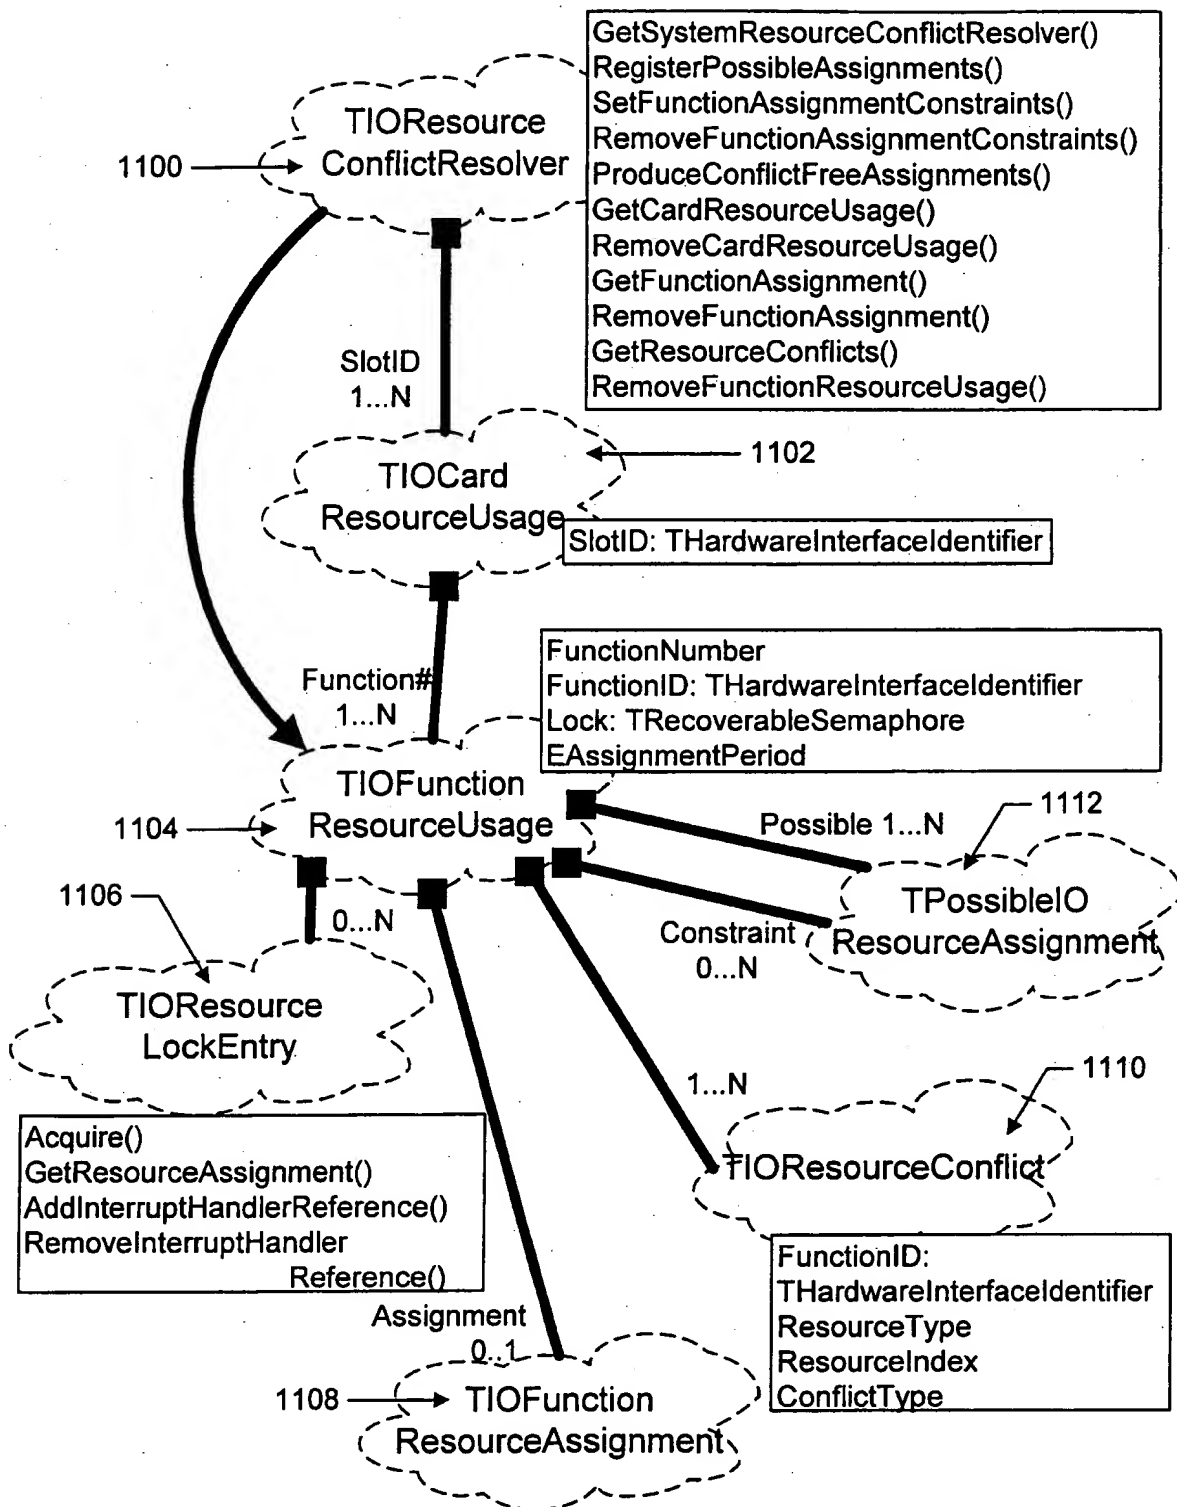 GetSystemResourceConflictResolver()
RegisterPossibleAssignments()
SetFunctionAssignmentConstraints()
RemoveFunctionAssignmentConstraints()
ProduceConflictFreeAssignments()
GetCardResourceUsage()
RemoveCardResourceUsage()
GetFunctionAssignment()
RemoveFunctionAssignment()
GetResourceConflicts()
RemoveFunctionResourceUsage()
TIOResource
ConflictResolver
1100
SlotID
1...N
TIOCard
ResourceUsage
1102
SlotID: THardwareInterfaceIdentifier
Function#
1...N
FunctionNumber
FunctionID: THardwareInterfaceIdentifier
Lock: TRecoverableSemaphore
EAssignmentPeriod
TIOFunction
ResourceUsage
1104
Possible 1...N
1112
TPossibleIO
ResourceAssignment
Constraint
0...N
1106
0...N
TIOResource
LockEntry
Acquire()
GetResourceAssignment()
AddInterruptHandlerReference()
RemoveInterruptHandler
Reference()
1...N
1110
TIOResourceConflict
FunctionID:
THardwareInterfaceIdentifier
ResourceType
ResourceIndex
ConflictType
Assignment
0..1
1108
TIOFunction
ResourceAssignment